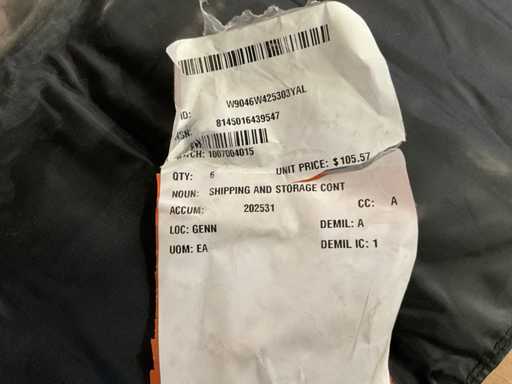 ID: W9046W425303YAL
NSN: 8145016439547
BATCH: 1007004015
QTY: 6 UNIT PRICE: $105.57
NOUN: SHIPPING AND STORAGE CONT
ACCUM: 202531 CC: A
LOC: GENN DEMIL: A
UOM: EA DEMIL IC: 1